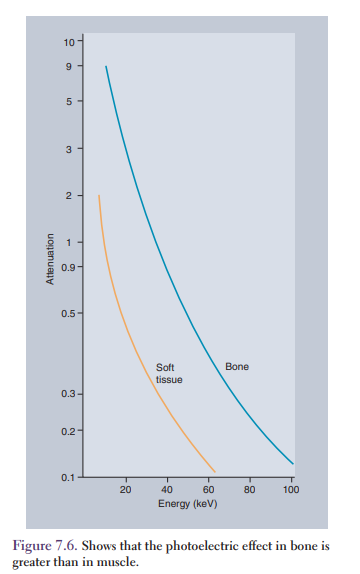 10
9
5
3
2
1
0.9
0.5
0.3
0.2
0.1
Attenuation
Soft
tissue
Bone
20 40 60 80 100
Energy (keV)
Figure 7.6. Shows that the photoelectric effect in bone is
greater than in muscle.